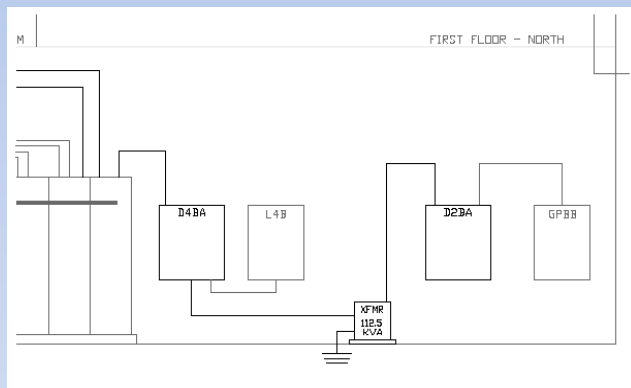 M
FIRST FLOOR - NORTH
D4BA
L4B
D2BA
GPBB
XFMR
112.5
KVA